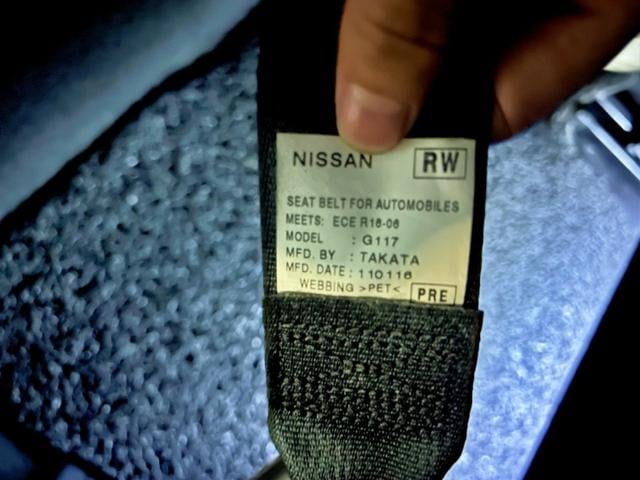 NISSAN RW
SEAT BELT FOR AUTOMOBILES
MEETS: ECE R16-06
MODEL : G117
MFD. BY : TAKATA
MFD. DATE : 110116
WEBBING >PET< PRE